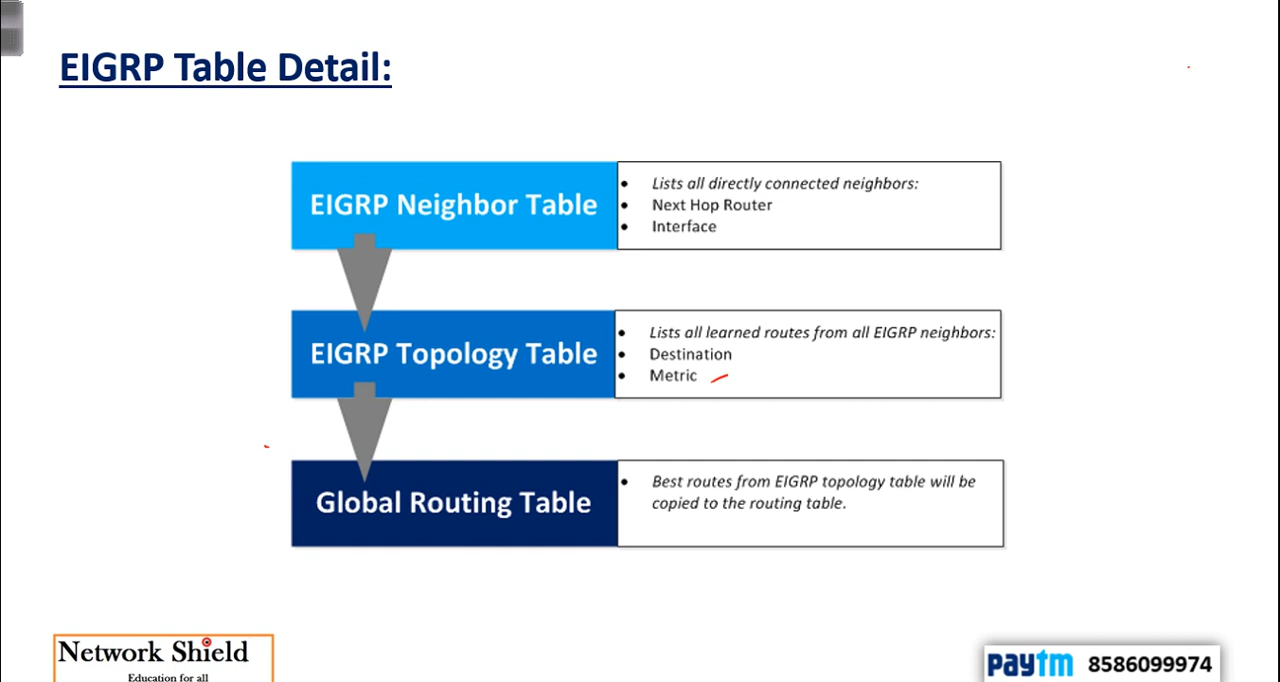 EIGRP Table Detail:
EIGRP Neighbor Table
• Lists all directly connected neighbors:
• Next Hop Router
• Interface
EIGRP Topology Table
• Lists all learned routes from all EIGRP neighbors:
• Destination
• Metric
Global Routing Table
• Best routes from EIGRP topology table will be
copied to the routing table.
Network Shield
Education for all
paytm 8586099974